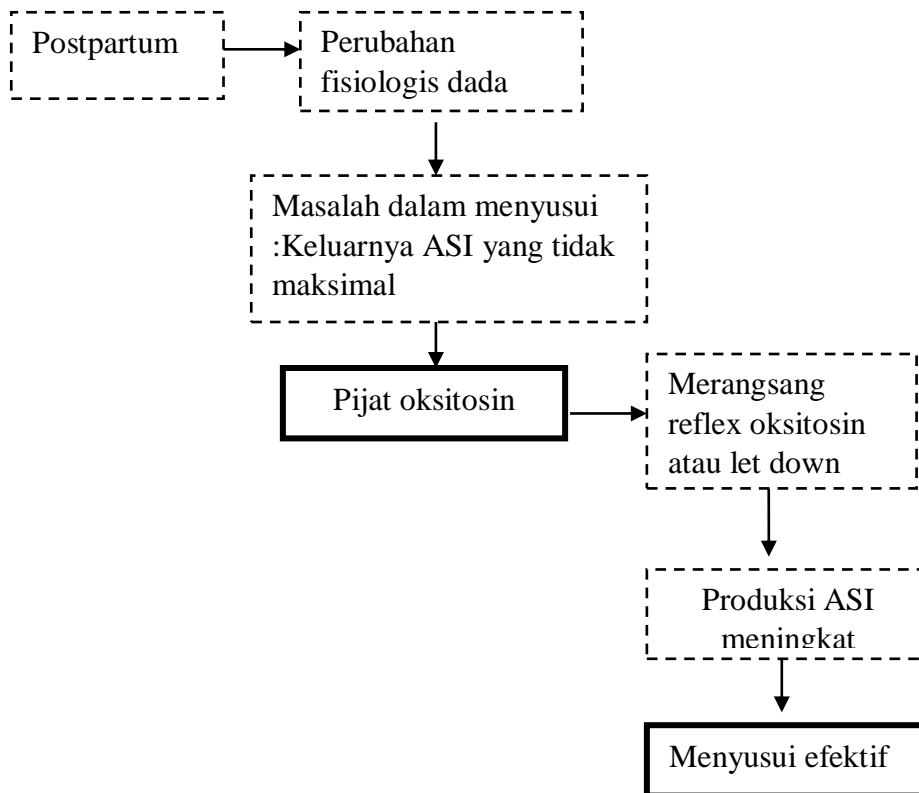 Postpartum
Perubahan
fisiologis dada
Masalah dalam menyusui
:Keluarnya ASI yang tidak
maksimal
Pijat oksitosin
Merangsang
reflex oksitosin
atau let down
Produksi ASI
meningkat
Menyusui efektif